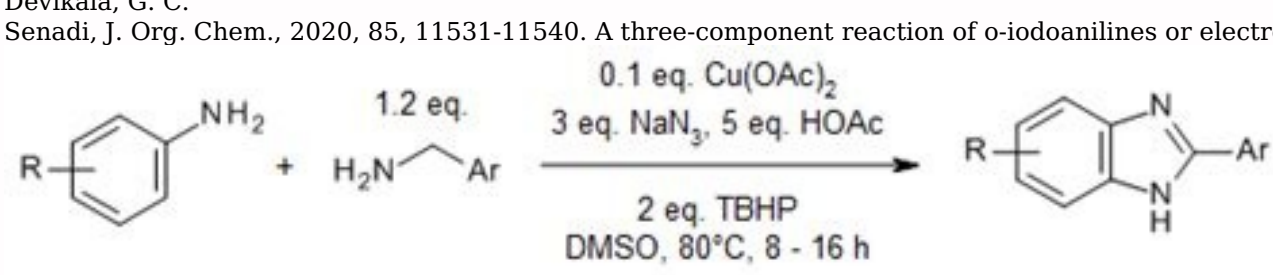 Devikala, G. C.
Senadi, J. Org. Chem., 2020, 85, 11531-11540. A three-component reaction of o-iodoanilines or electr
0.1 eq. Cu(OAc)2
1.2 eq.
3 eq. NaN3, 5 eq. HOAc
NH2
R
+
H2N
Ar
2 eq. TBHP
DMSO, 80°C, 8 - 16 h
R
N
Ar
N
H